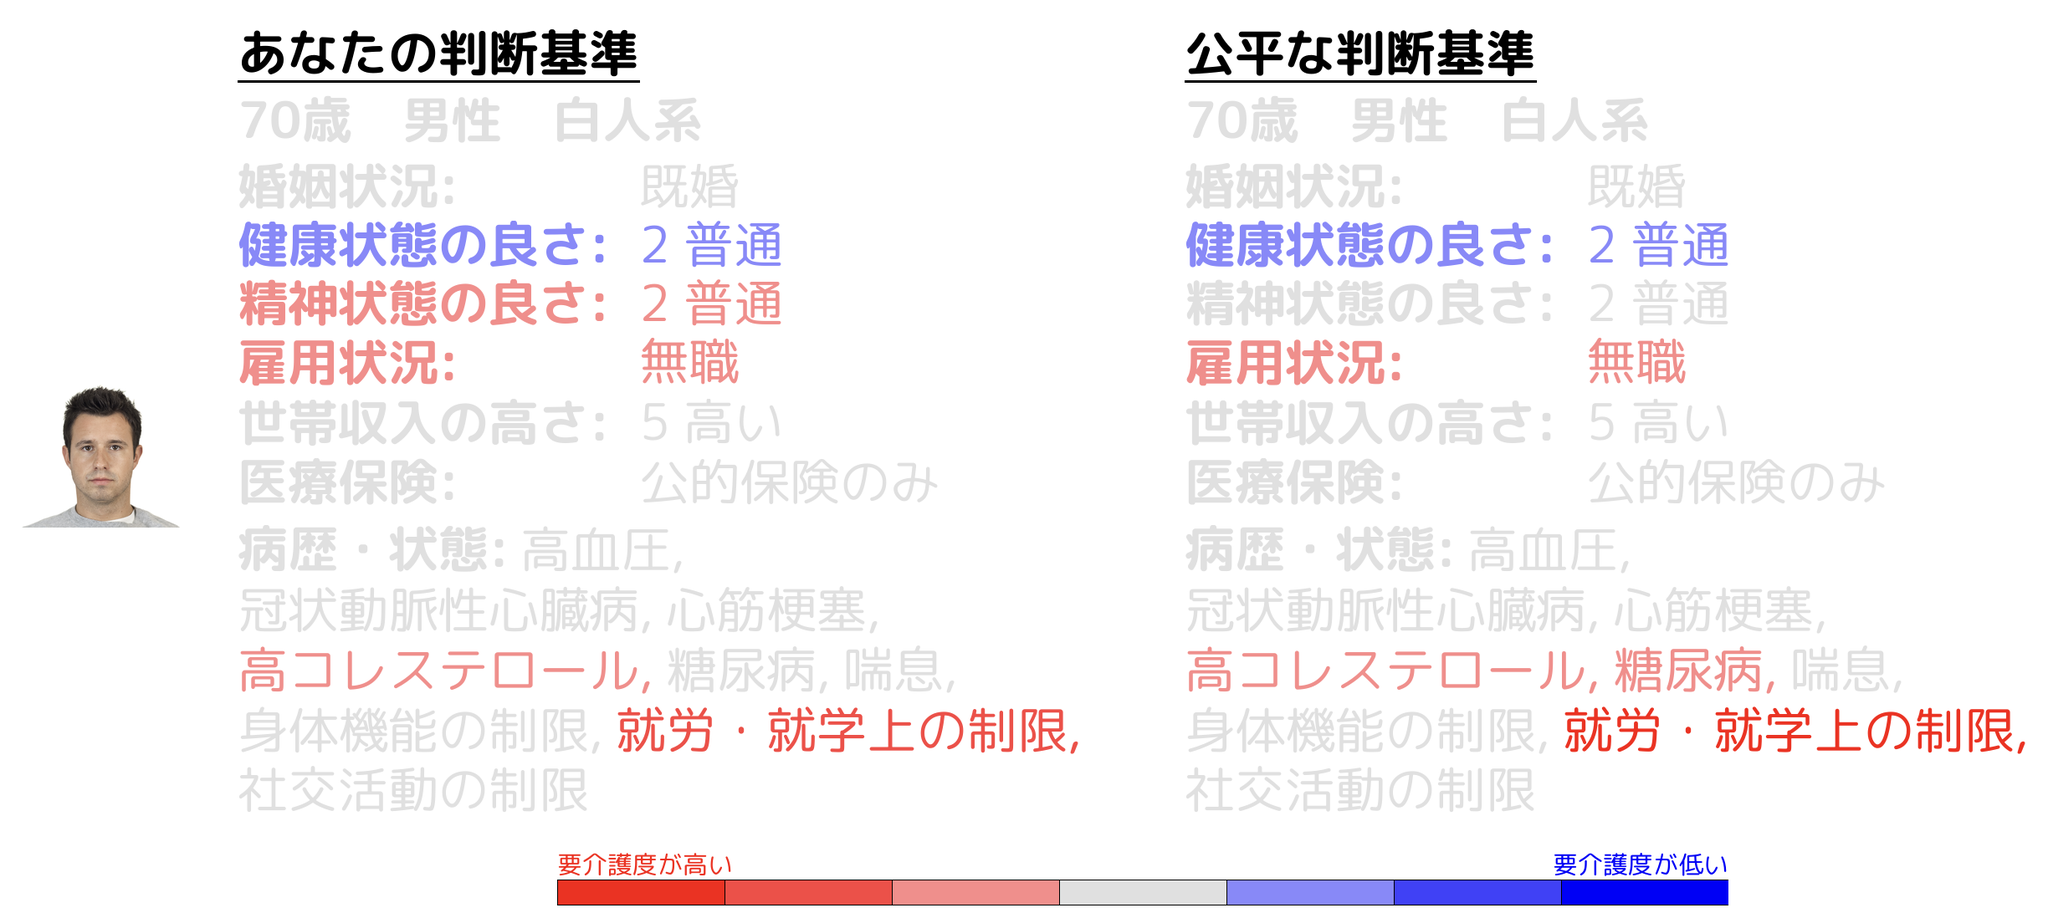 あなたの判断基準
70歳　男性　白人系
婚姻状況: 既婚
健康状態の良さ: 2 普通
精神状態の良さ: 2 普通
雇用状況: 無職
世帯収入の高さ: 5 高い
医療保険: 公的保険のみ
病歴・状態: 高血圧,
冠状動脈性心臓病, 心筋梗塞,
高コレステロール, 糖尿病, 喘息,
身体機能の制限, 就労・就学上の制限,
社交活動の制限
公平な判断基準
70歳　男性　白人系
婚姻状況: 既婚
健康状態の良さ: 2 普通
精神状態の良さ: 2 普通
雇用状況: 無職
世帯収入の高さ: 5 高い
医療保険: 公的保険のみ
病歴・状態: 高血圧,
冠状動脈性心臓病, 心筋梗塞,
高コレステロール, 糖尿病, 喘息,
身体機能の制限, 就労・就学上の制限,
社交活動の制限
要介護度が高い
要介護度が低い